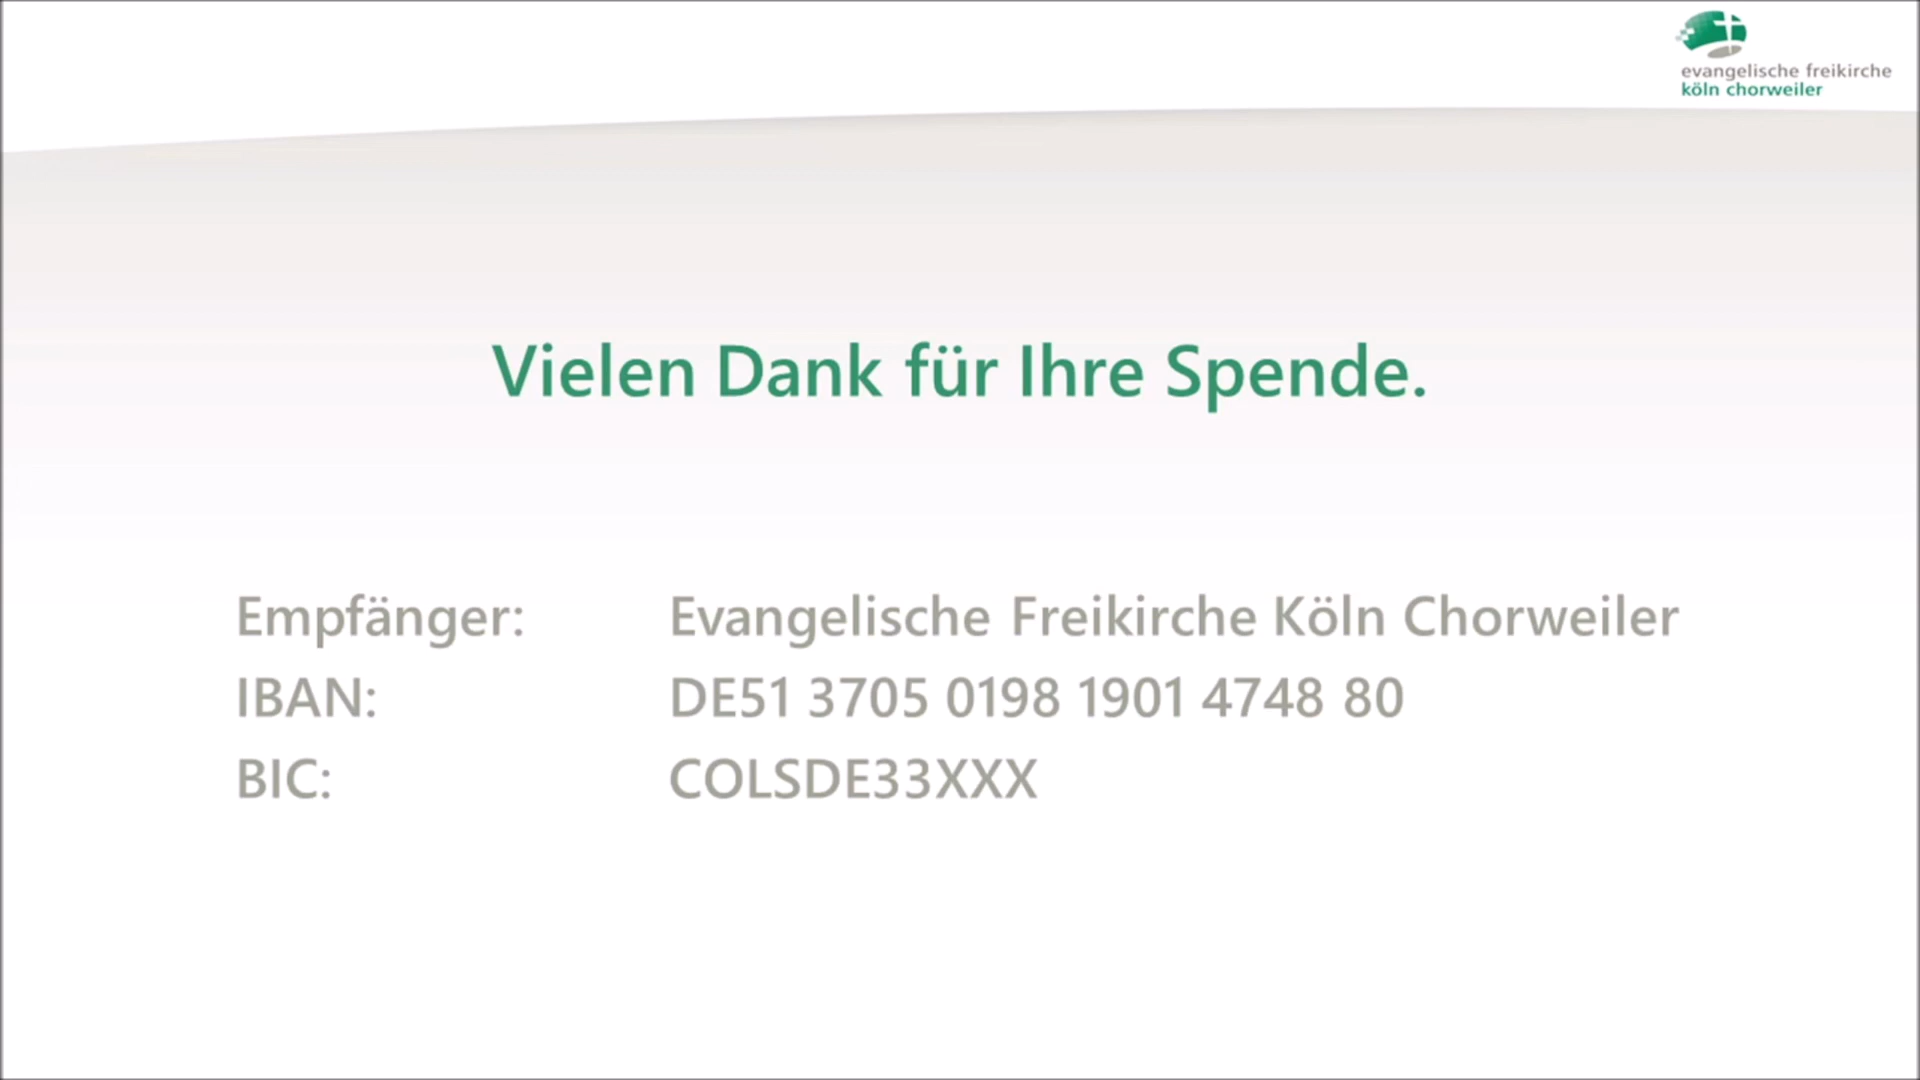 evangelische freikirche
köln chorweiler
Vielen Dank für Ihre Spende.
Empfänger: Evangelische Freikirche Köln Chorweiler
IBAN: DE51 3705 0198 1901 4748 80
BIC: COLSDE33XXX